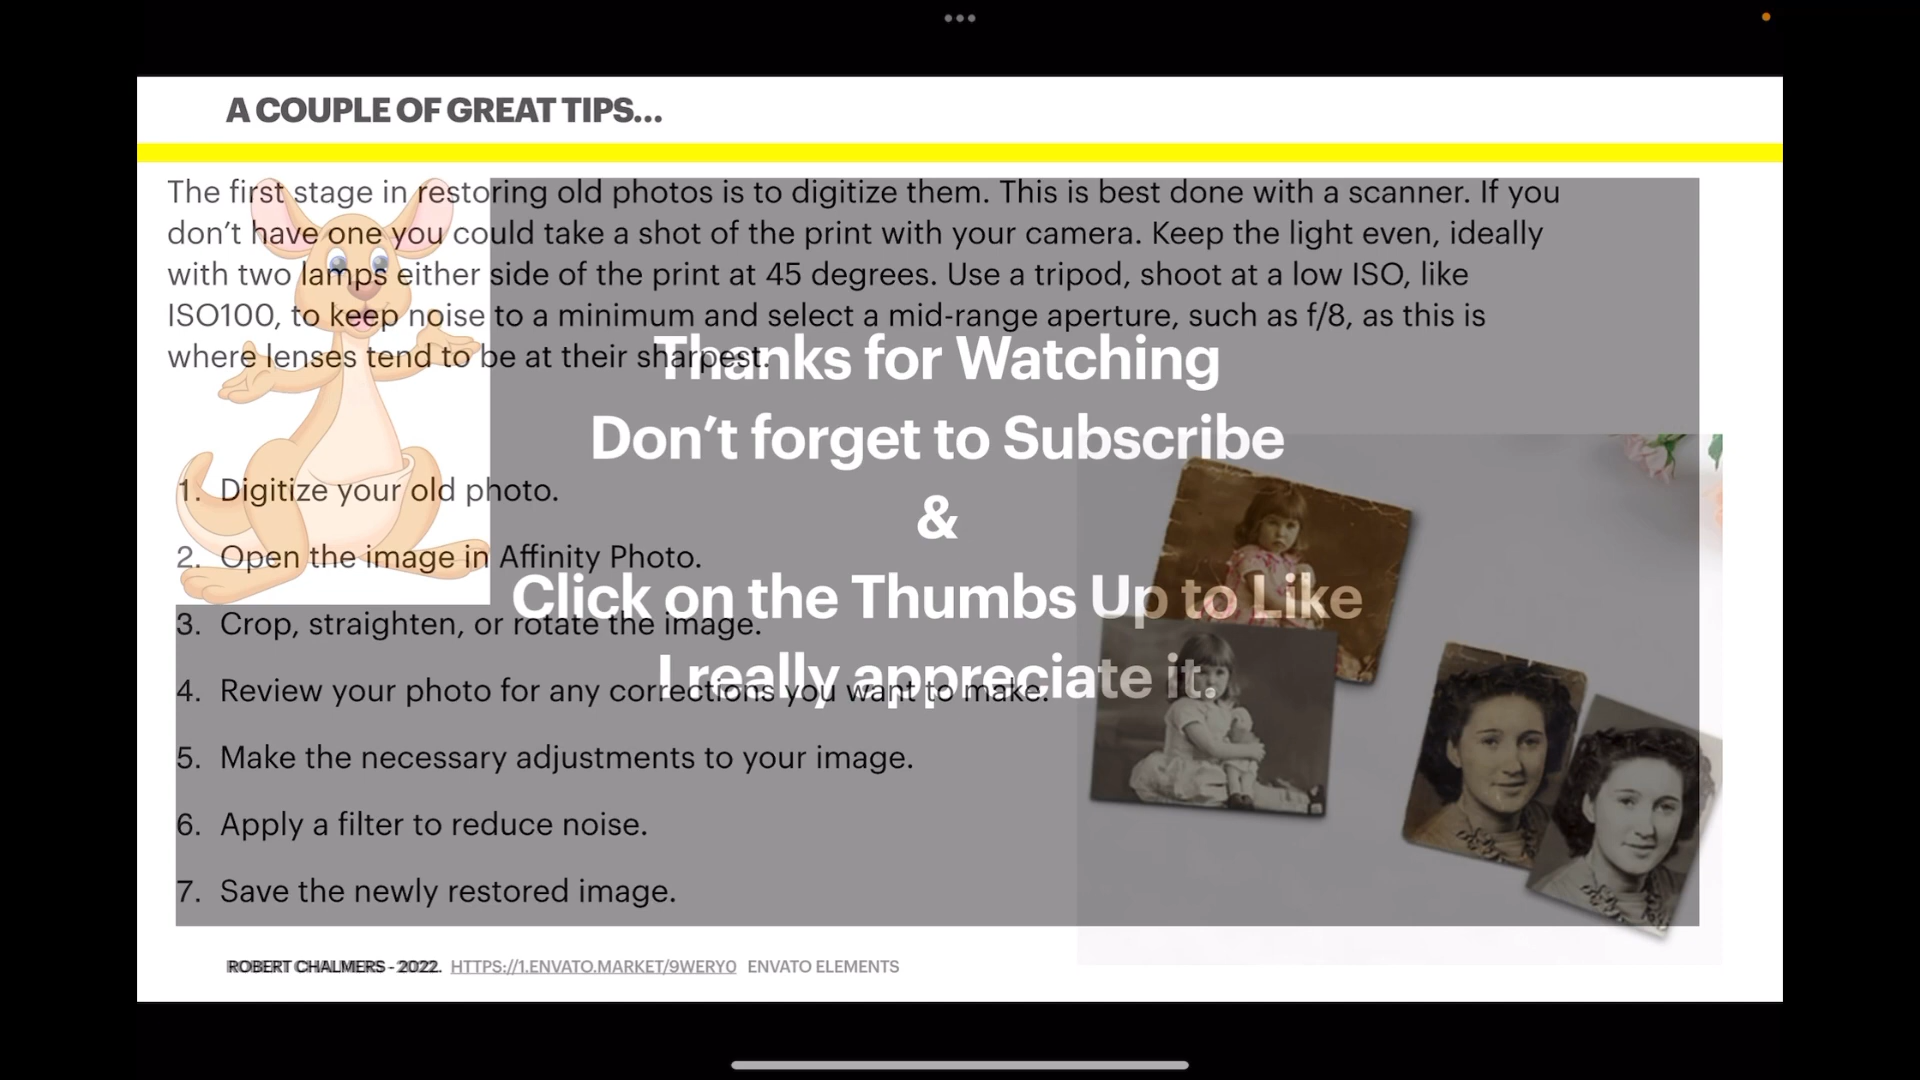 A COUPLE OF GREAT TIPS...
The first stage in restoring old photos is to digitize them. This is best done with a scanner. If you
don't have one you could take a shot of the print with your camera. Keep the light even, ideally
with two lamps either side of the print at 45 degrees. Use a tripod, shoot at a low ISO, like
ISO100, to keep noise to a minimum and select a mid-range aperture, such as f/8, as this is
where lenses tend to be at their sharpest.
Thanks for Watching
Don't forget to Subscribe
&
Click on the Thumbs Up to Like
I really appreciate it.
1. Digitize your old photo.
2. Open the image in Affinity Photo.
3. Crop, straighten, or rotate the image.
4. Review your photo for any corrections you want to make.
5. Make the necessary adjustments to your image.
6. Apply a filter to reduce noise.
7. Save the newly restored image.
ROBERT CHALMERS - 2022. HTTPS://1.ENVATO.MARKET/9WERY0 ENVATO ELEMENTS